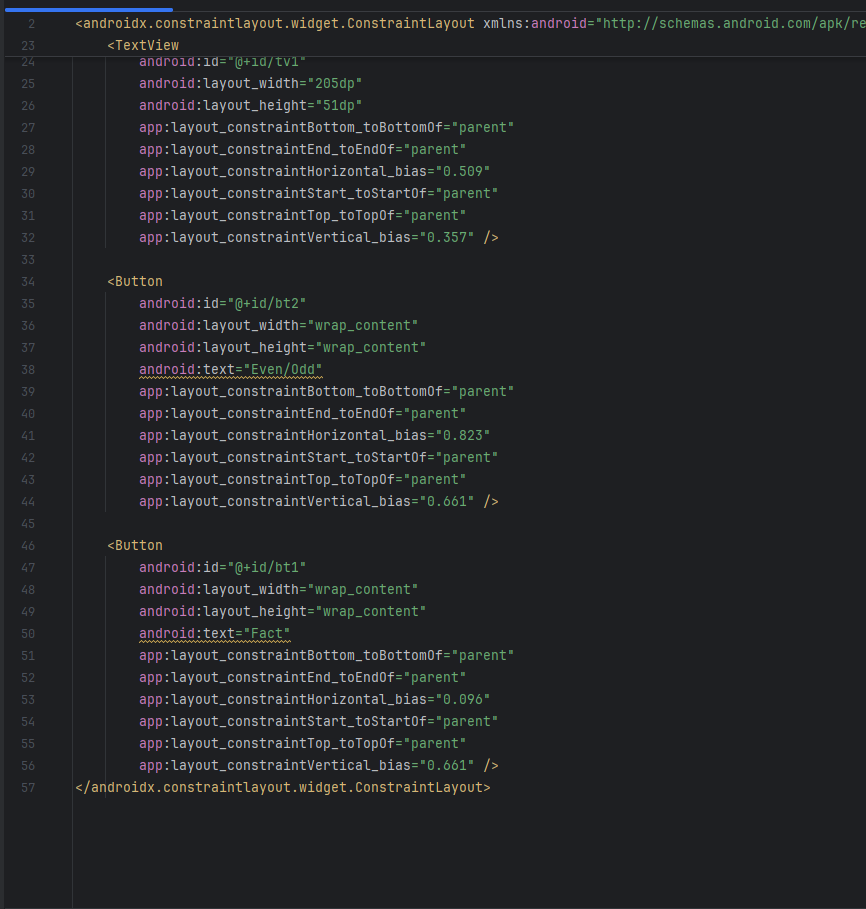 2 <androidx.constraintlayout.widget.ConstraintLayout xmlns:android="http://schemas.android.com/apk/re
23 <TextView
24 android:id="@+id/tv1"
25 android:layout_width="205dp"
26 android:layout_height="51dp"
27 app:layout_constraintBottom_toBottomOf="parent"
28 app:layout_constraintEnd_toEndOf="parent"
29 app:layout_constraintHorizontal_bias="0.509"
30 app:layout_constraintStart_toStartOf="parent"
31 app:layout_constraintTop_toTopOf="parent"
32 app:layout_constraintVertical_bias="0.357" />
33
34 <Button
35 android:id="@+id/bt2"
36 android:layout_width="wrap_content"
37 android:layout_height="wrap_content"
38 android:text="Even/Odd"
39 app:layout_constraintBottom_toBottomOf="parent"
40 app:layout_constraintEnd_toEndOf="parent"
41 app:layout_constraintHorizontal_bias="0.823"
42 app:layout_constraintStart_toStartOf="parent"
43 app:layout_constraintTop_toTopOf="parent"
44 app:layout_constraintVertical_bias="0.661" />
45
46 <Button
47 android:id="@+id/bt1"
48 android:layout_width="wrap_content"
49 android:layout_height="wrap_content"
50 android:text="Fact"
51 app:layout_constraintBottom_toBottomOf="parent"
52 app:layout_constraintEnd_toEndOf="parent"
53 app:layout_constraintHorizontal_bias="0.096"
54 app:layout_constraintStart_toStartOf="parent"
55 app:layout_constraintTop_toTopOf="parent"
56 app:layout_constraintVertical_bias="0.661" />
57 </androidx.constraintlayout.widget.ConstraintLayout>